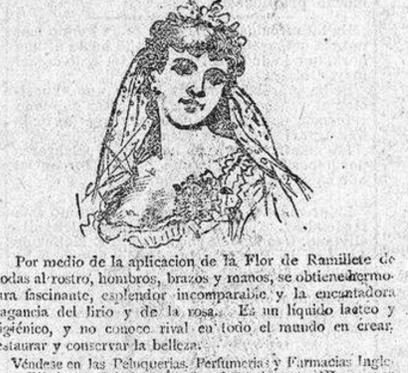 Por medio de la aplicacion de la Flor de Ramillete de
odas al rostro, hombros, brazos y manos, se obtiene hermo-
ura fascinante, esplendor incomparable y la encantadora
agancia del lirio y de la rosa. Es un líquido lacteo y
igiénico, y no conoce rival en todo el mundo en crear,
estaurar y conservar la belleza.
Véndese en las Peluquerias, Perfumerias y Farmacias Ingle-